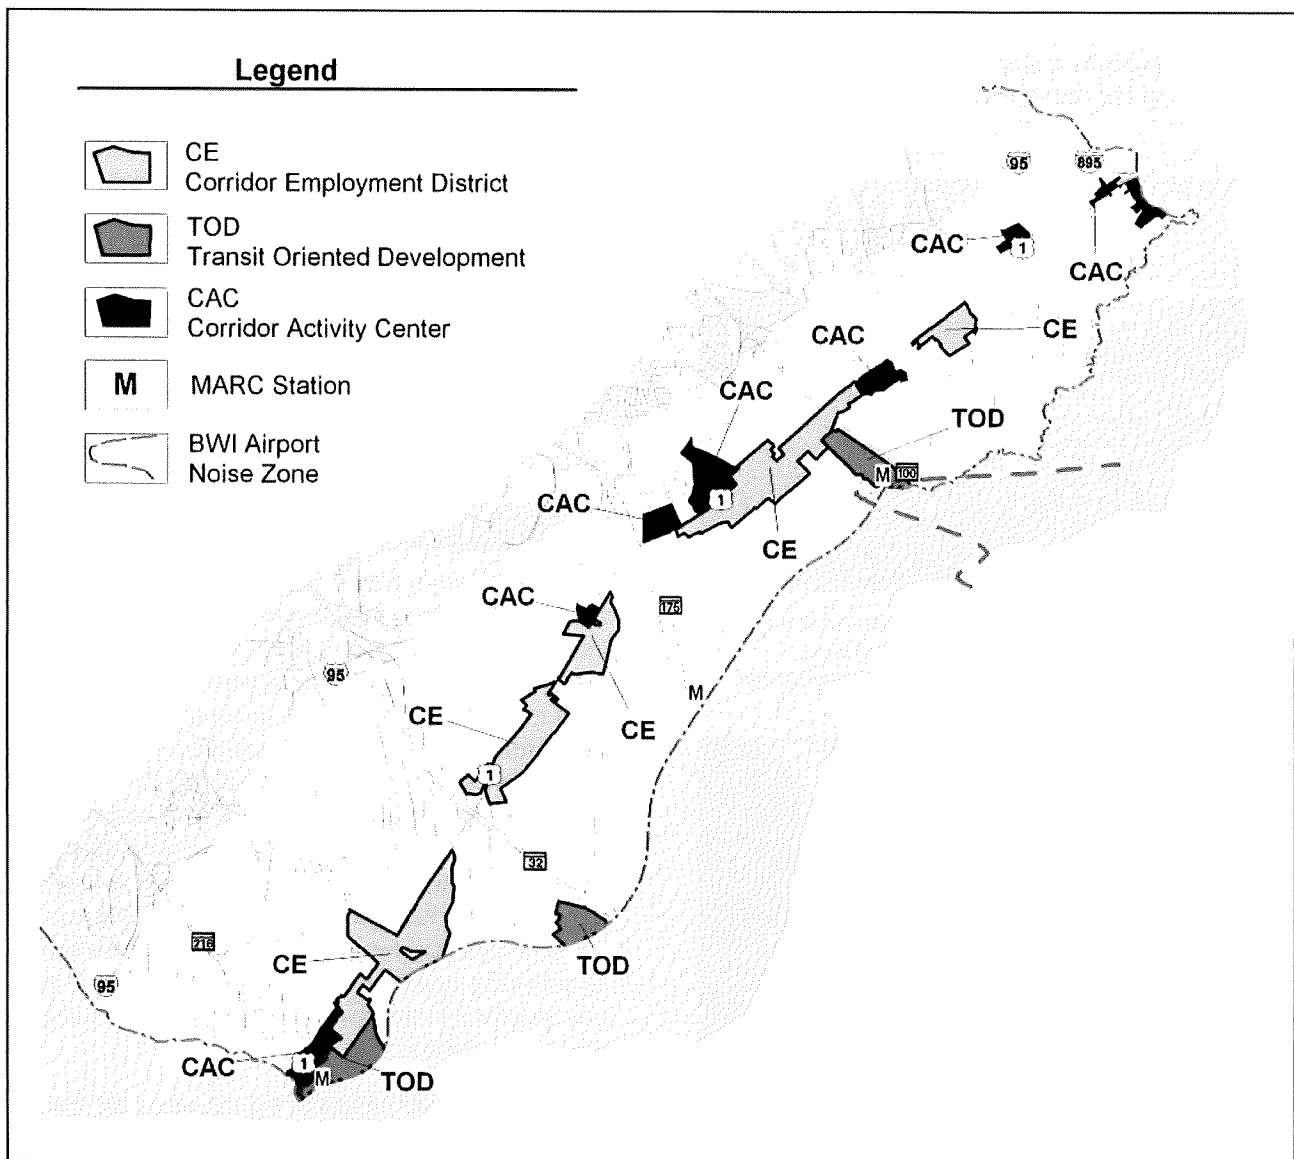 Legend
CE
Corridor Employment District
TOD
Transit Oriented Development
CAC
Corridor Activity Center
M
MARC Station
BWI Airport
Noise Zone
95
895
CAC
1
CAC
CE
CAC
CAC
TOD
M
100
CAC
1
CE
CAC
175
95
M
CE
CE
1
32
216
CE
TOD
95
CAC
1
M
TOD